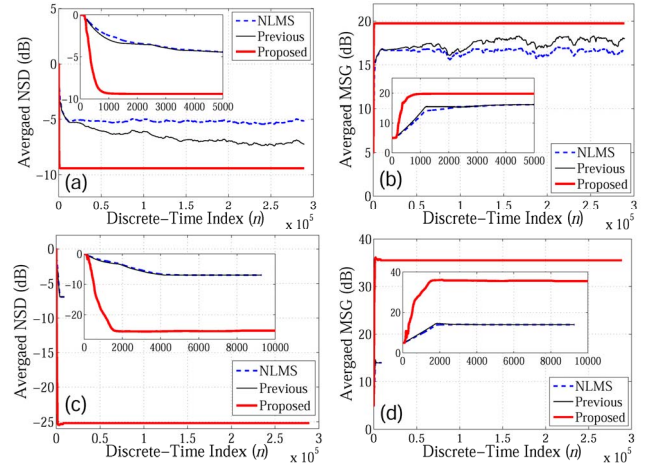 Avergaed NSD (dB)
5
0
−5
−10
0
−5
−10
0 1000 2000 3000 4000 5000
NLMS
Previous
Proposed
(a)
0 0.5 1 1.5 2 2.5 3
x 10^5
Discrete−Time Index (n)
Avergaed MSG (dB)
20
15
10
5
0
20
10
0
0 1000 2000 3000 4000 5000
NLMS
Previous
Proposed
(b)
0 0.5 1 1.5 2 2.5 3
x 10^5
Discrete−Time Index (n)
Avergaed NSD (dB)
0
−5
−10
−15
−20
−25
0
−10
−20
0 2000 4000 6000 8000 10000
NLMS
Previous
Proposed
(c)
0 0.5 1 1.5 2 2.5 3
x 10^5
Discrete−Time Index (n)
Avergaed MSG (dB)
40
30
20
10
0
40
20
0
0 2000 4000 6000 8000 10000
NLMS
Previous
Proposed
(d)
0 0.5 1 1.5 2 2.5 3
x 10^5
Discrete−Time Index (n)